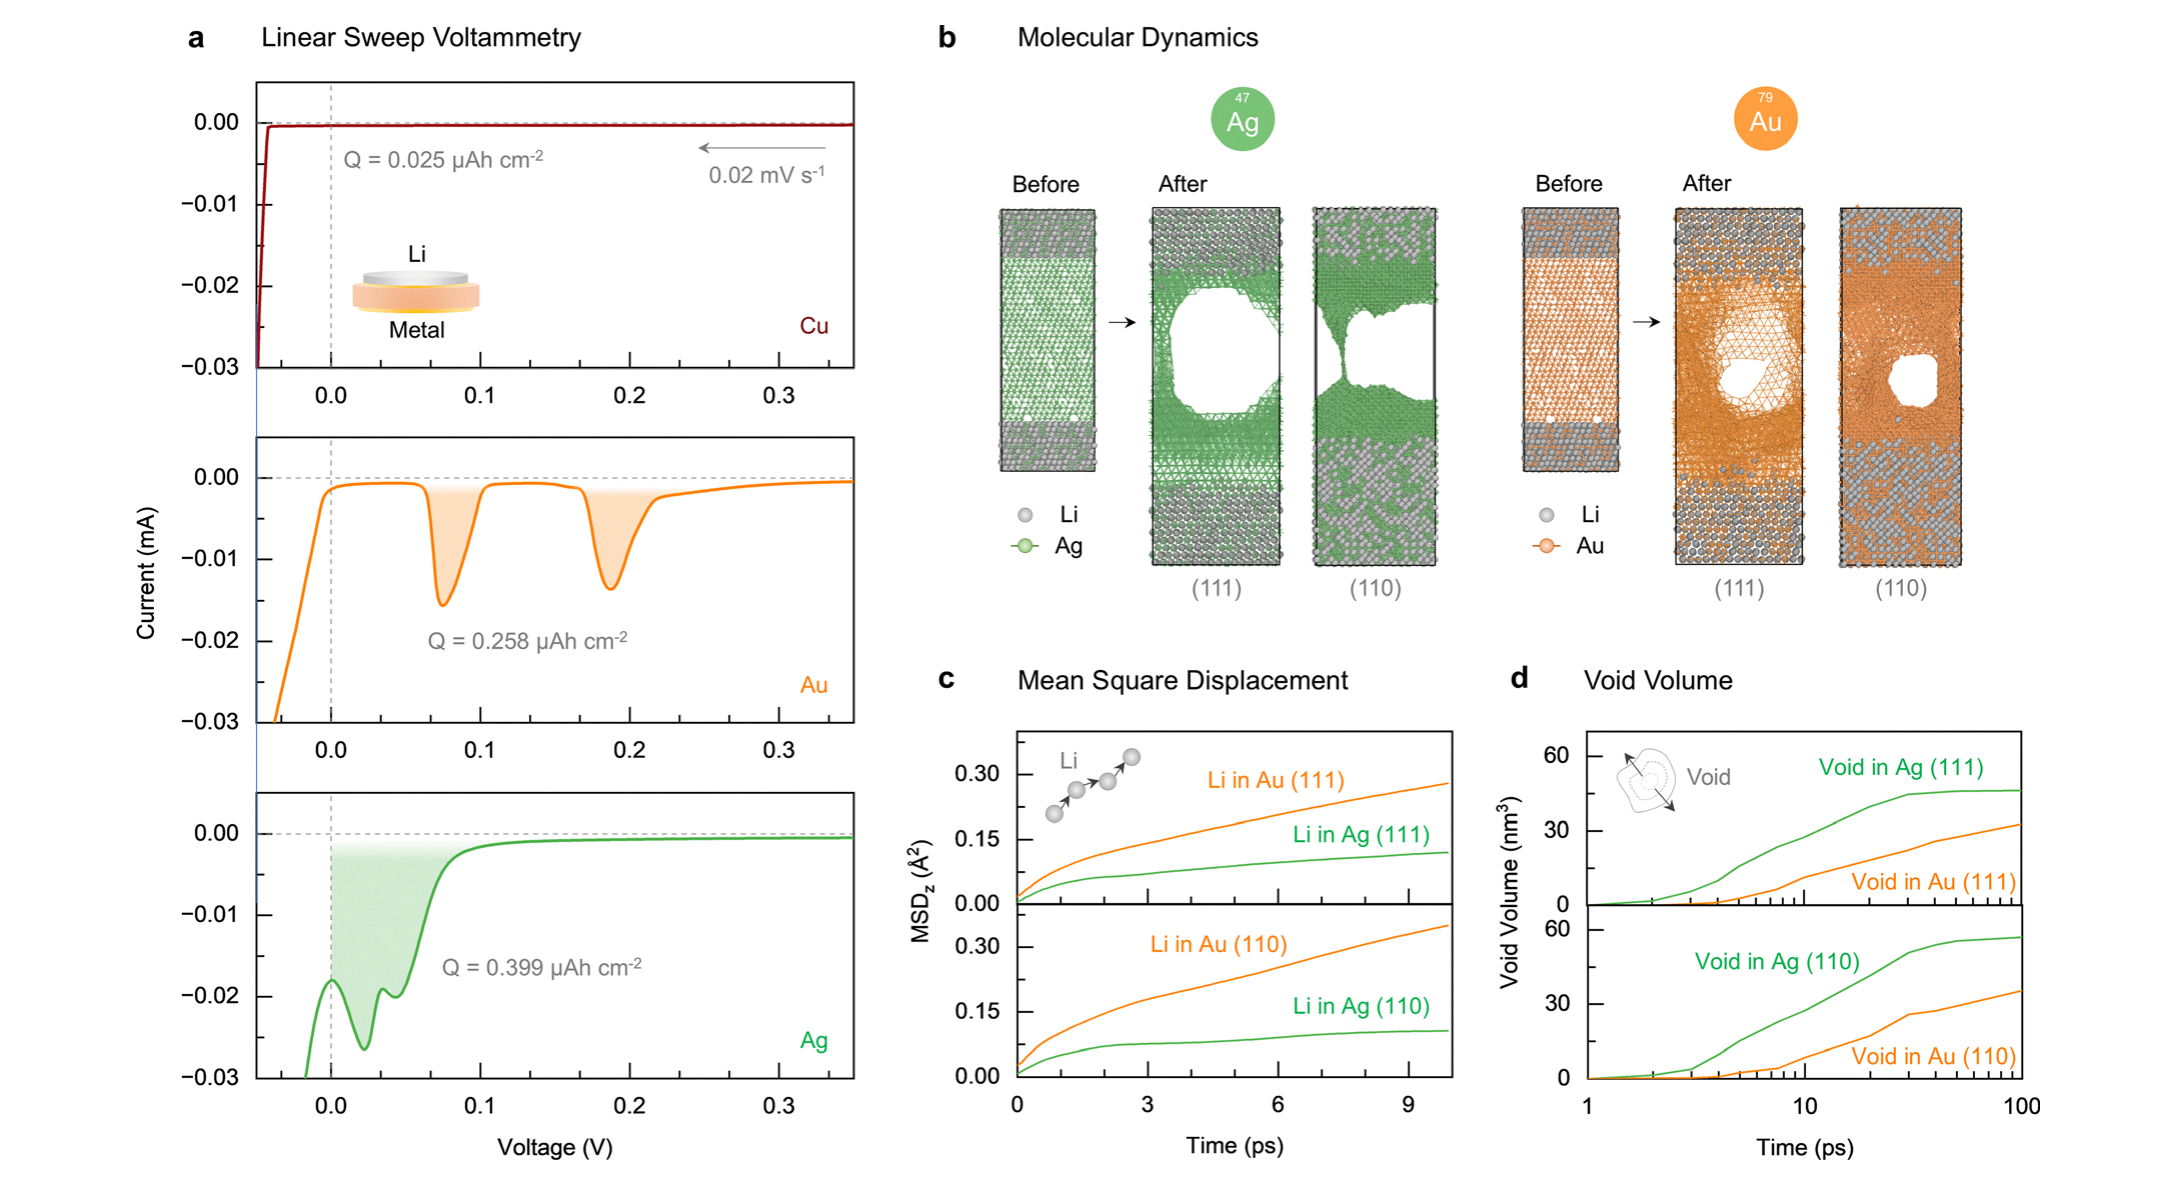 a Linear Sweep Voltammetry
0.00
−0.01
−0.02
−0.03
Q = 0.025 µAh cm-2
0.02 mV s-1
Li
Metal
Cu
0.0 0.1 0.2 0.3
0.00
−0.01
−0.02
−0.03
Q = 0.258 µAh cm-2
Au
0.0 0.1 0.2 0.3
Current (mA)
0.00
−0.01
−0.02
−0.03
Q = 0.399 µAh cm-2
Ag
0.0 0.1 0.2 0.3
Voltage (V)
b Molecular Dynamics
47
Ag
Before After
Li
Ag
(111) (110)
79
Au
Before After
Li
Au
(111) (110)
c Mean Square Displacement
MSDz (Å2)
0.30
0.15
0.00
Li
Li in Au (111)
Li in Ag (111)
0.30
0.15
0.00
Li in Au (110)
Li in Ag (110)
0 3 6 9
Time (ps)
d Void Volume
Void Volume (nm3)
60
30
0
Void
Void in Ag (111)
Void in Au (111)
60
30
0
Void in Ag (110)
Void in Au (110)
1 10 100
Time (ps)